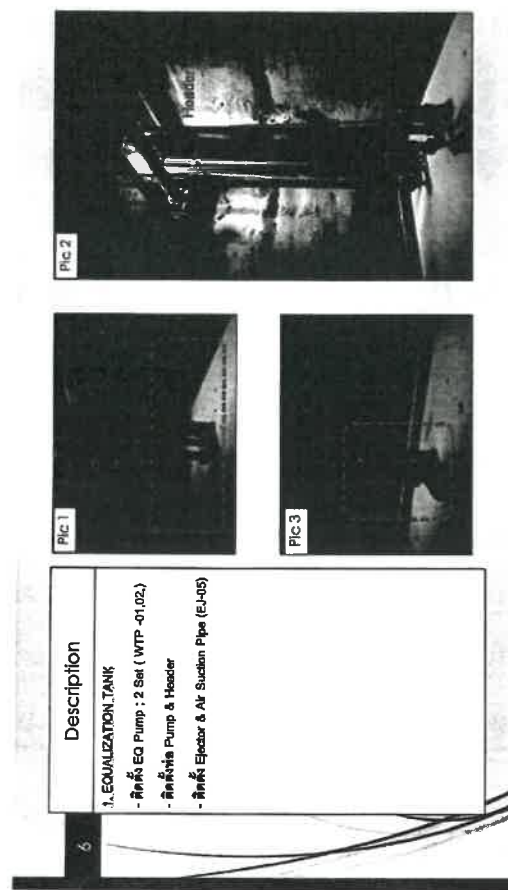 6
Description
1. EQUALIZATION TANK
- ติดตั้ง EQ Pump ; 2 Set ( WTP -01,02,)
- ติดตั้งท่อ Pump & Header
- ติดตั้ง Ejector & Air Suction Pipe (EJ-05)
Pic 1
Pic 3
Pic 2
Header